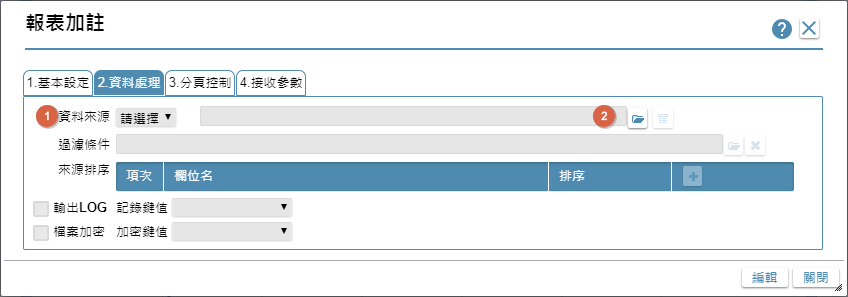 報表加註
?
1.基本設定 2.資料處理 3.分頁控制 4.接收參數
1 資料來源 請選擇 2
過濾條件
來源排序 項次 欄位名 排序
輸出LOG 記錄鍵值
檔案加密 加密鍵值
編輯 關閉